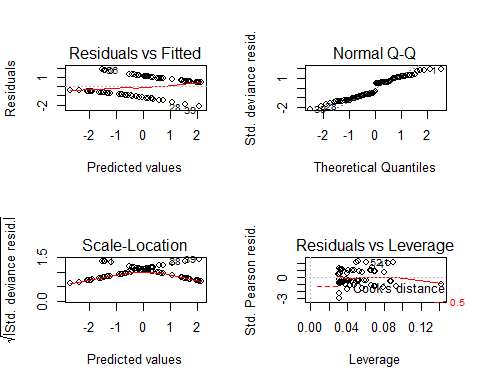 Residuals vs Fitted
Residuals
1
-2
-2 -1 0 1 2
Predicted values
Normal Q-Q
Std. deviance resid.
1
-2
-2 -1 0 1 2
Theoretical Quantiles
Scale-Location
√|Std. deviance resid.|
1.5
0.0
-2 -1 0 1 2
Predicted values
Residuals vs Leverage
Std. Pearson resid.
0
-3
Cook's distance
0.5
0.00 0.04 0.08 0.12
Leverage